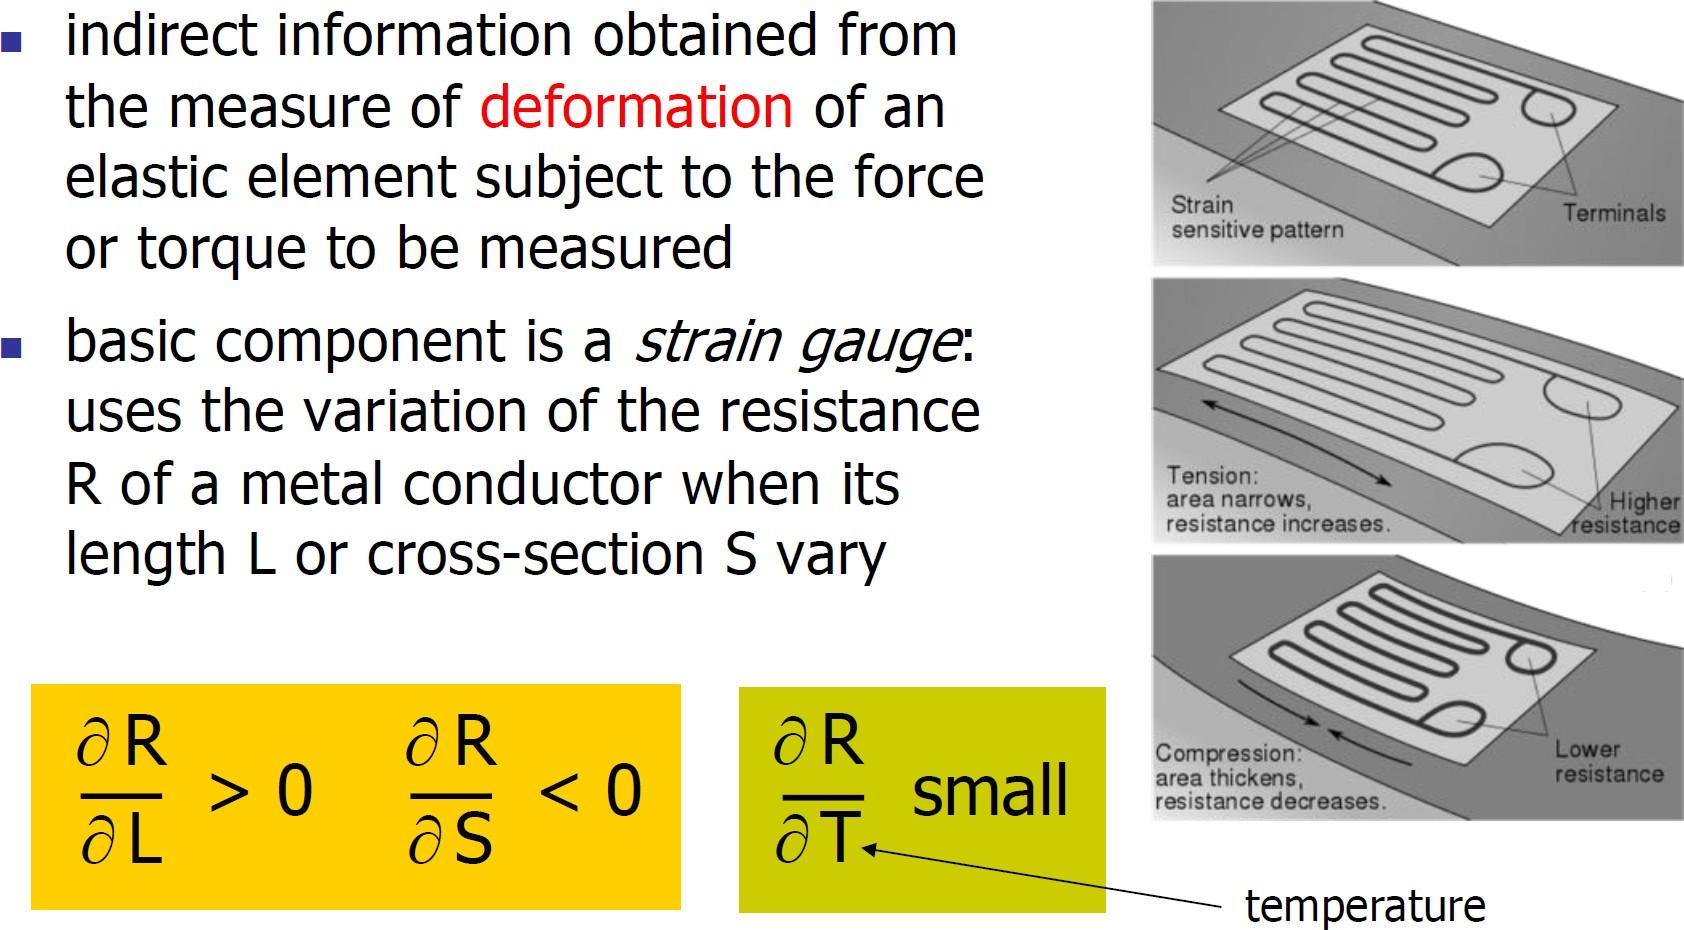 indirect information obtained from
the measure of deformation of an
elastic element subject to the force
or torque to be measured
basic component is a strain gauge:
uses the variation of the resistance
R of a metal conductor when its
length L or cross-section S vary
∂R/∂L > 0 ∂R/∂S < 0
∂R/∂T small
temperature
Strain
sensitive pattern
Terminals
Tension:
area narrows,
resistance increases.
Higher
resistance
Compression:
area thickens,
resistance decreases.
Lower
resistance